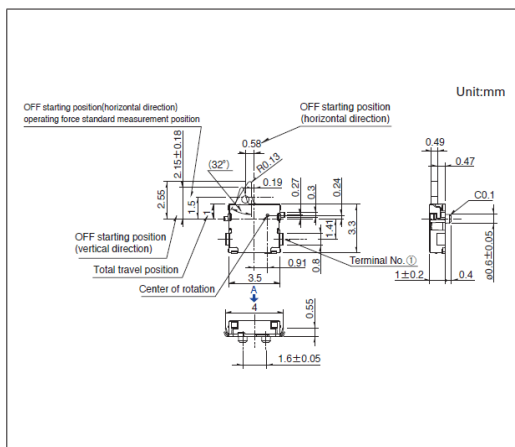 Unit:mm
OFF starting position(horizontal direction)
operating force standard measurement position
OFF starting position
(horizontal direction)
0.58
2.15±0.18
(32°)
R0.13
0.19
2.55
1.5
1
0.27
0.3
0.24
1.41
3.3
OFF starting position
(vertical direction)
Total travel position
Center of rotation
0.91
0.8
Terminal No.①
3.5
A
4
0.55
1.6±0.05
0.49
0.47
C0.1
ø0.6±0.05
1±0.2
0.4